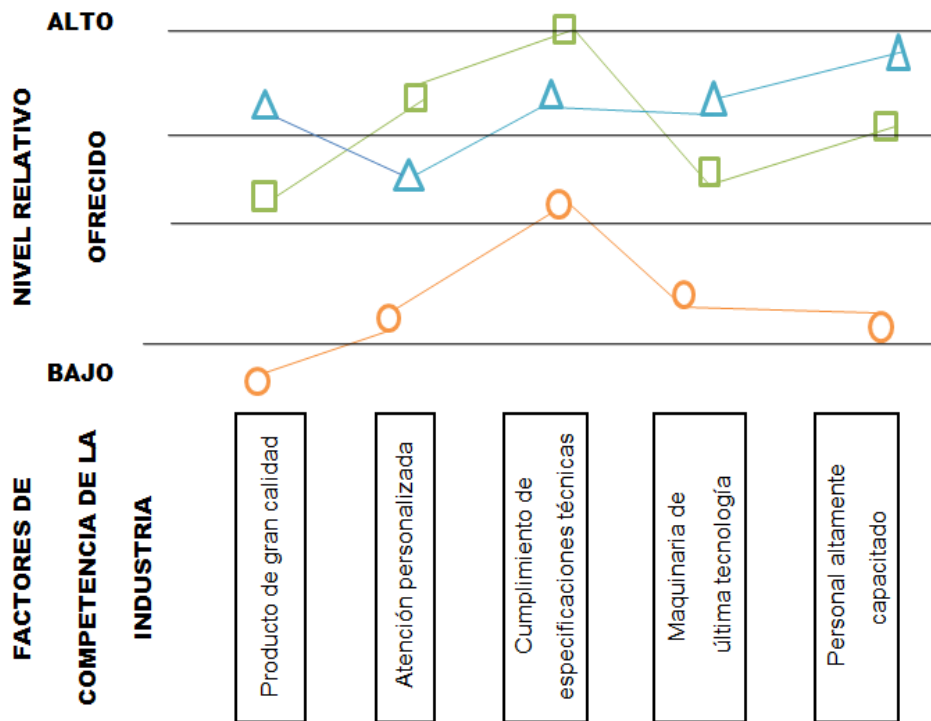 ALTO
NIVEL RELATIVO
OFRECIDO
BAJO
FACTORES DE
COMPETENCIA DE LA
INDUSTRIA
Producto de gran calidad
Atención personalizada
Cumplimiento de
especificaciones técnicas
Maquinaria de
última tecnología
Personal altamente
capacitado